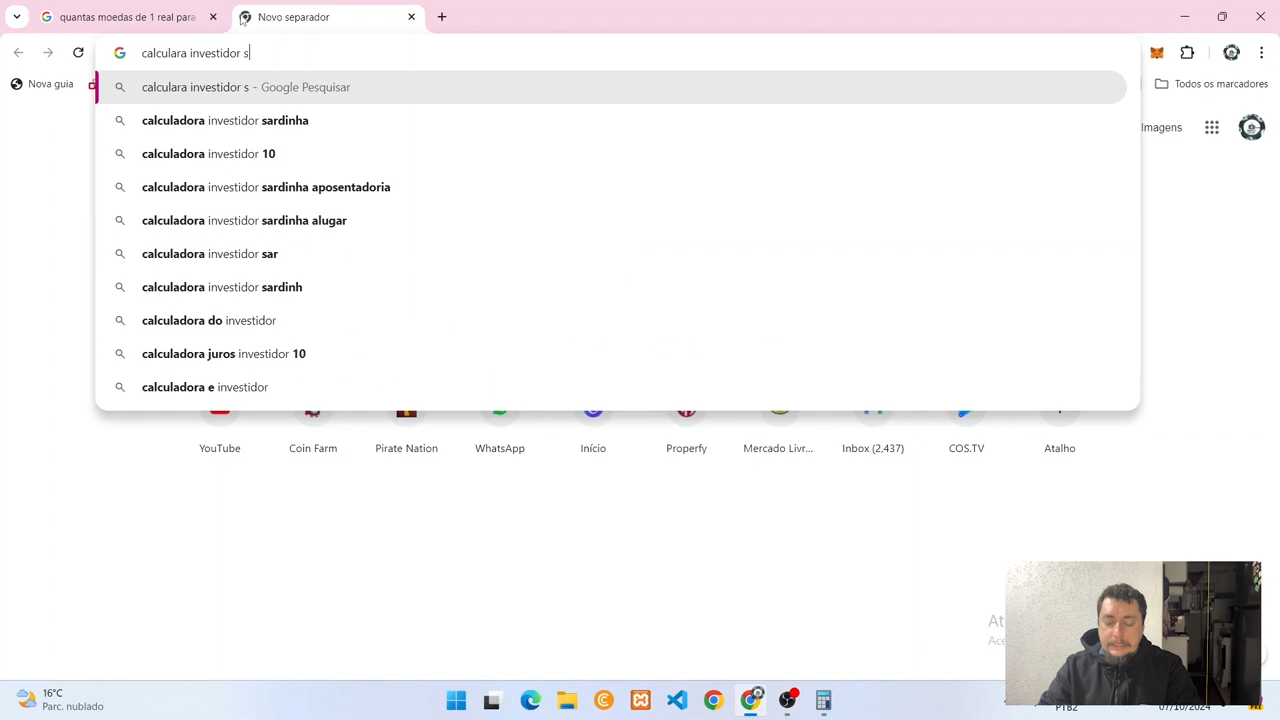 quantas moedas de 1 real para
Novo separador
calculara investidor s
Nova guia
Todos os marcadores
calculara investidor s - Google Pesquisar
calculadora investidor sardinha
calculadora investidor 10
calculadora investidor sardinha aposentadoria
calculadora investidor sardinha alugar
calculadora investidor sar
calculadora investidor sardinh
calculadora do investidor
calculadora juros investidor 10
calculadora e investidor
Imagens
YouTube
Coin Farm
Pirate Nation
WhatsApp
Início
Properfy
Mercado Livr...
Inbox (2,437)
COS.TV
Atalho
16°C
Parc. nublado
PTB2
07/10/2024